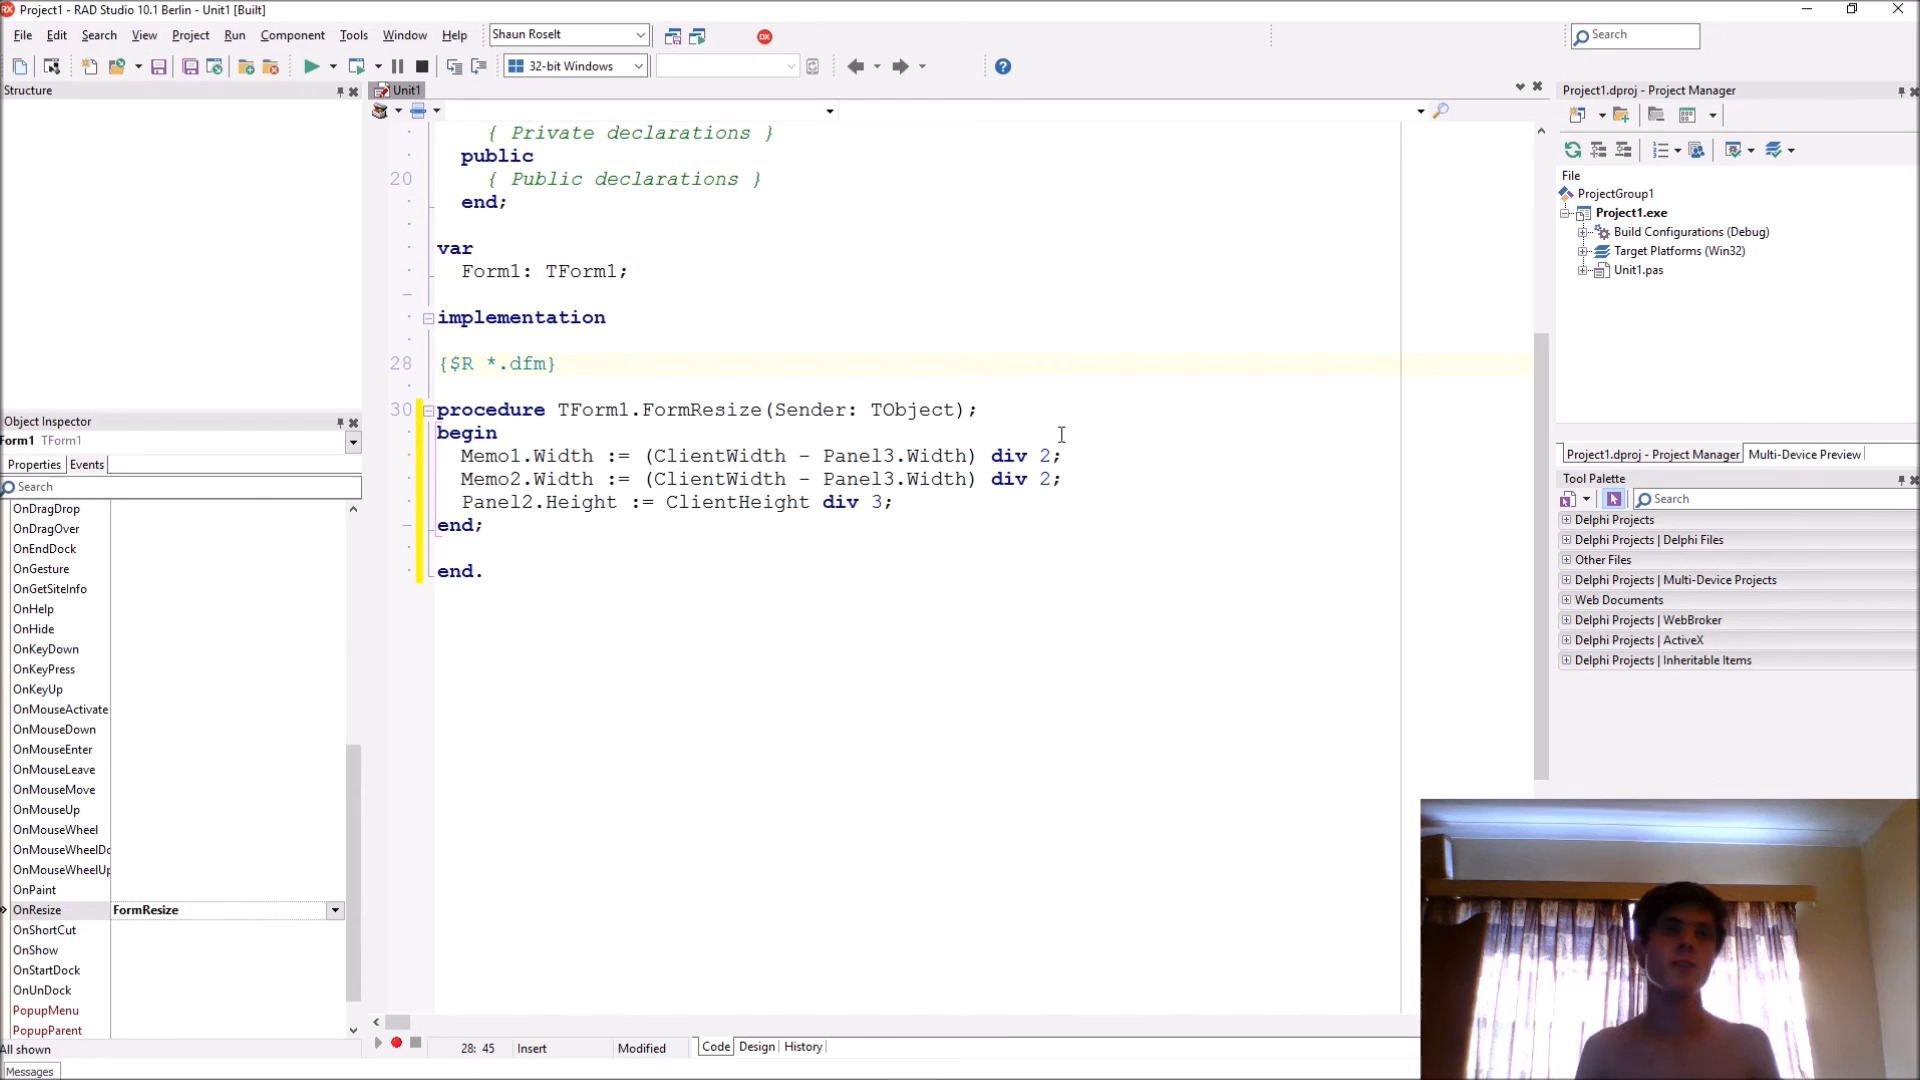 Project1 - RAD Studio 10.1 Berlin - Unit1 [Built]
File Edit Search View Project Run Component Tools Window Help Shaun Roselt Search
32-bit Windows
Structure
Unit1
Project1.dproj - Project Manager
{ Private declarations }
public
20 { Public declarations }
end;
var
Form1: TForm1;
implementation
28 {$R *.dfm}
30 procedure TForm1.FormResize(Sender: TObject);
begin
Memo1.Width := (ClientWidth - Panel3.Width) div 2;
Memo2.Width := (ClientWidth - Panel3.Width) div 2;
Panel2.Height := ClientHeight div 3;
end;
end.
File
ProjectGroup1
Project1.exe
Build Configurations (Debug)
Target Platforms (Win32)
Unit1.pas
Project1.dproj - Project Manager Multi-Device Preview
Tool Palette
Search
Delphi Projects
Delphi Projects | Delphi Files
Other Files
Delphi Projects | Multi-Device Projects
Web Documents
Delphi Projects | WebBroker
Delphi Projects | ActiveX
Delphi Projects | Inheritable Items
Object Inspector
Form1 TForm1
Properties Events
Search
OnDragDrop
OnDragOver
OnEndDock
OnGesture
OnGetSiteInfo
OnHelp
OnHide
OnKeyDown
OnKeyPress
OnKeyUp
OnMouseActivate
OnMouseDown
OnMouseEnter
OnMouseLeave
OnMouseMove
OnMouseUp
OnMouseWheel
OnMouseWheelDo
OnMouseWheelUp
OnPaint
OnResize FormResize
OnShortCut
OnShow
OnStartDock
OnUnDock
PopupMenu
PopupParent
All shown
28: 45 Insert Modified Code Design History
Messages